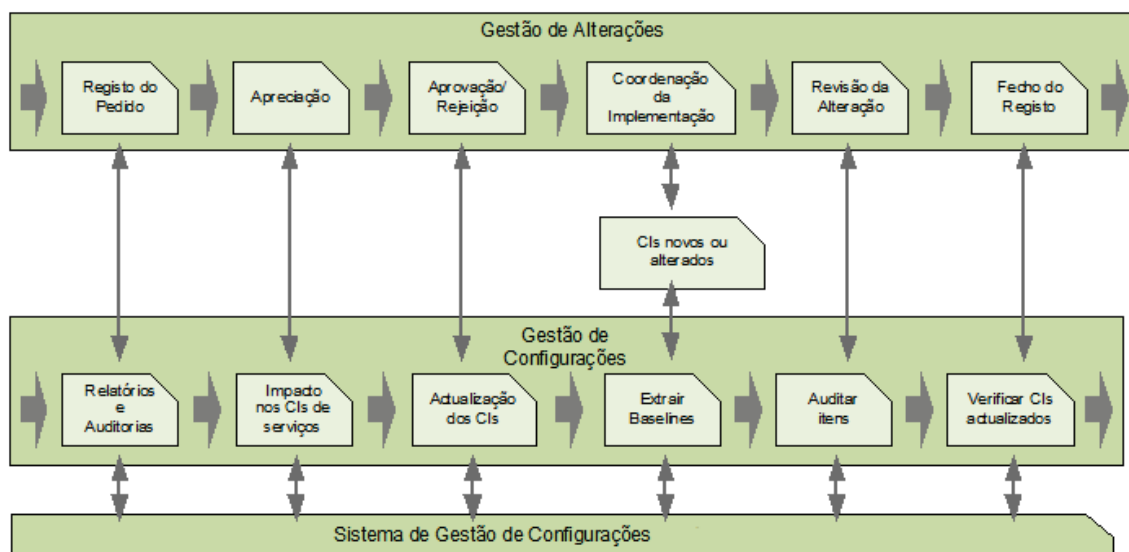 Gestão de Alterações
Registo do
Pedido
Apreciação
Aprovação/
Rejeição
Coordenação
da
Implementação
Revisão da
Alteração
Fecho do
Registo
CIs novos ou
alterados
Gestão de
Configurações
Relatórios
e
Auditorias
Impacto
nos CIs de
serviços
Actualização
dos CIs
Extrair
Baselines
Auditar
itens
Verificar CIs
actualizados
Sistema de Gestão de Configurações